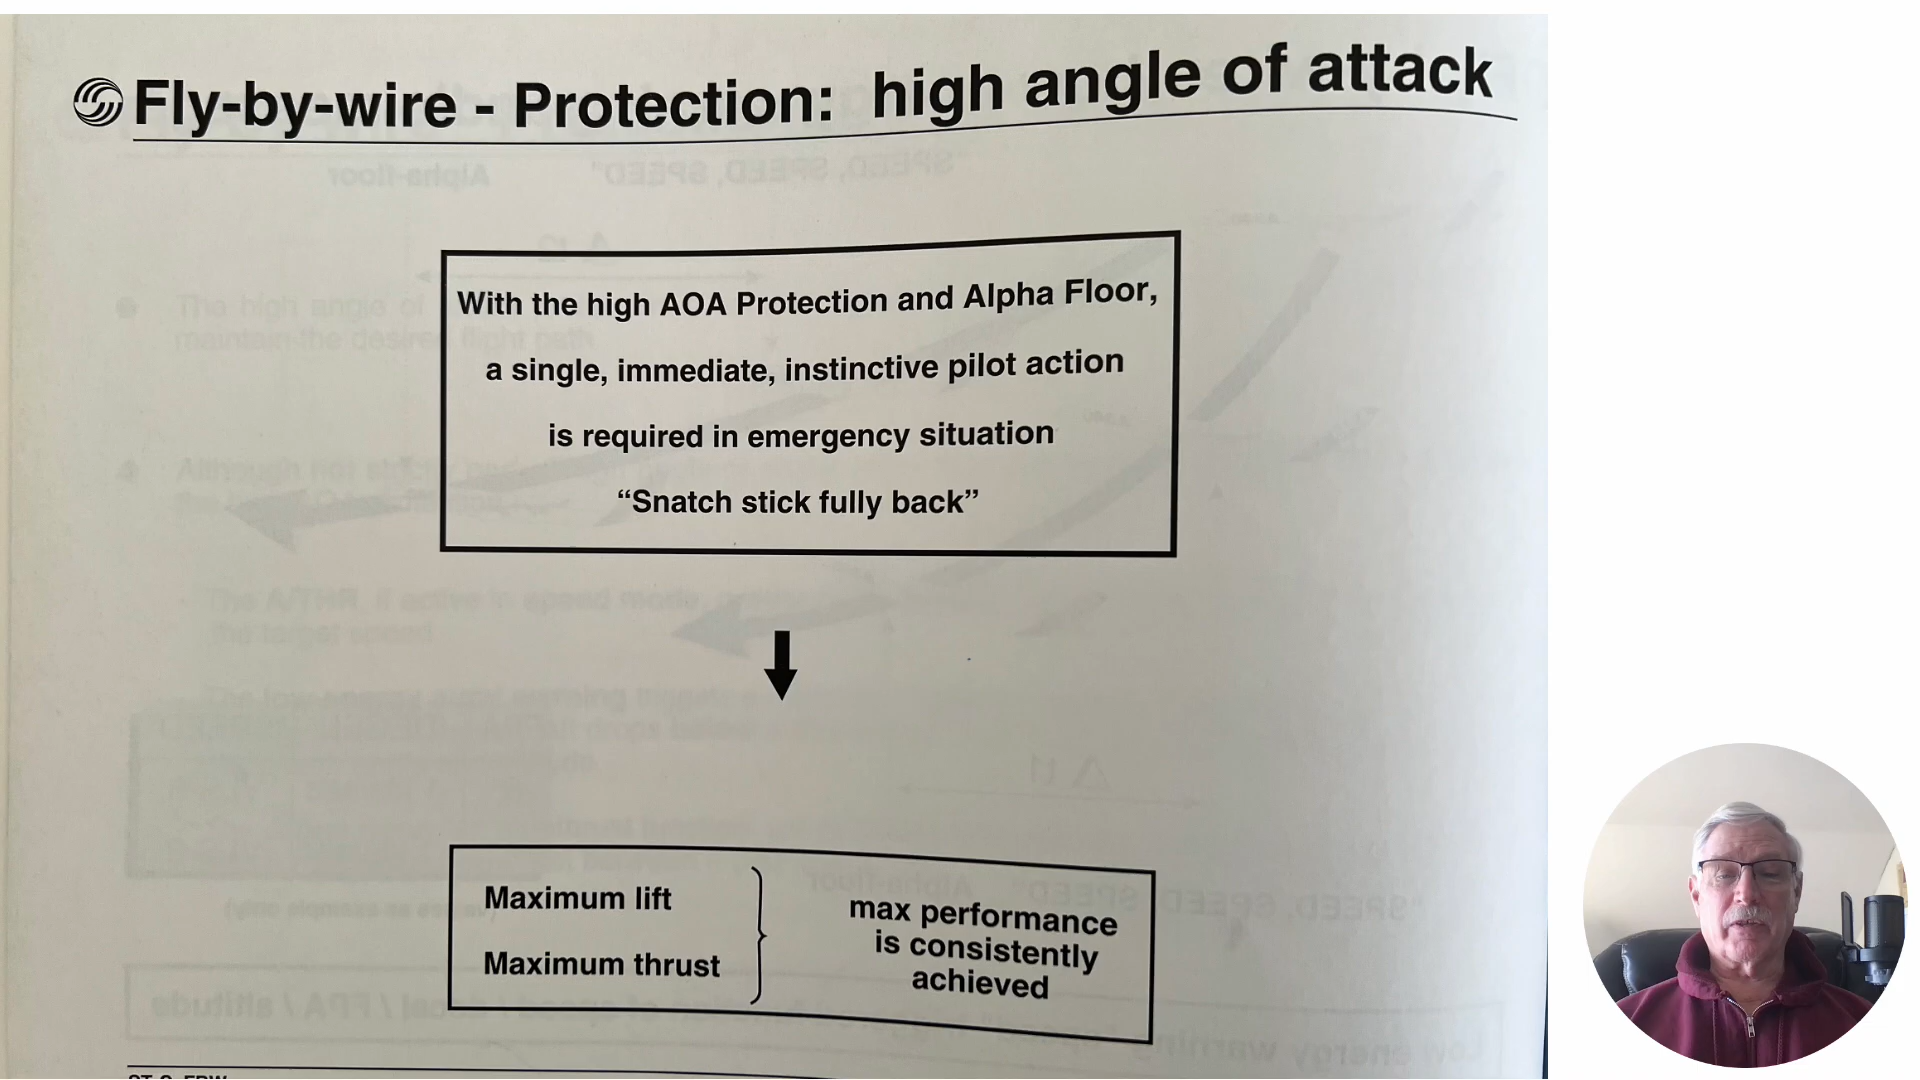 Fly-by-wire - Protection: high angle of attack
With the high AOA Protection and Alpha Floor,
a single, immediate, instinctive pilot action
is required in emergency situation
“Snatch stick fully back”
Maximum lift
Maximum thrust
max performance
is consistently
achieved